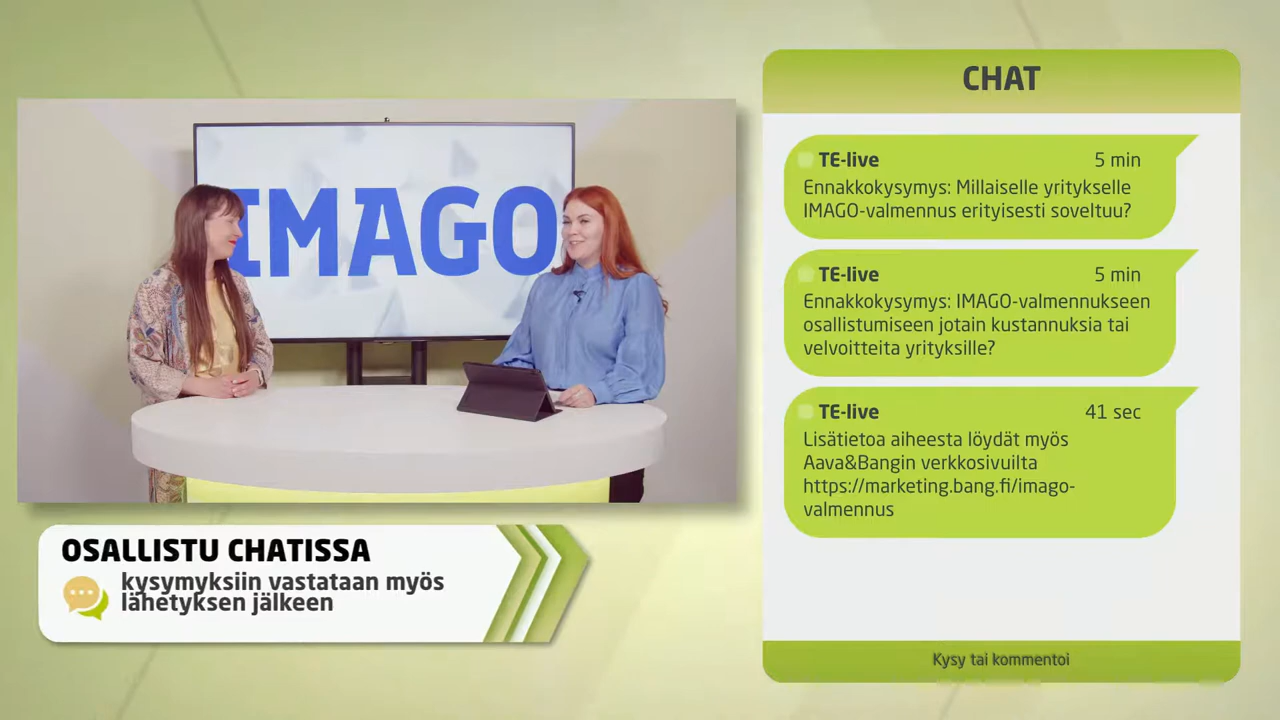 IMAGO
OSALLISTU CHATISSA
kysymyksiin vastataan myös
lähetyksen jälkeen
CHAT
TE-live 5 min
Ennakkokysymys: Millaiselle yritykselle
IMAGO-valmennus erityisesti soveltuu?
TE-live 5 min
Ennakkokysymys: IMAGO-valmennukseen
osallistumiseen jotain kustannuksia tai
velvoitteita yrityksille?
TE-live 41 sec
Lisätietoa aiheesta löydät myös
Aava&Bangin verkkosivuilta
https://marketing.bang.fi/imago-
valmennus
Kysy tai kommentoi